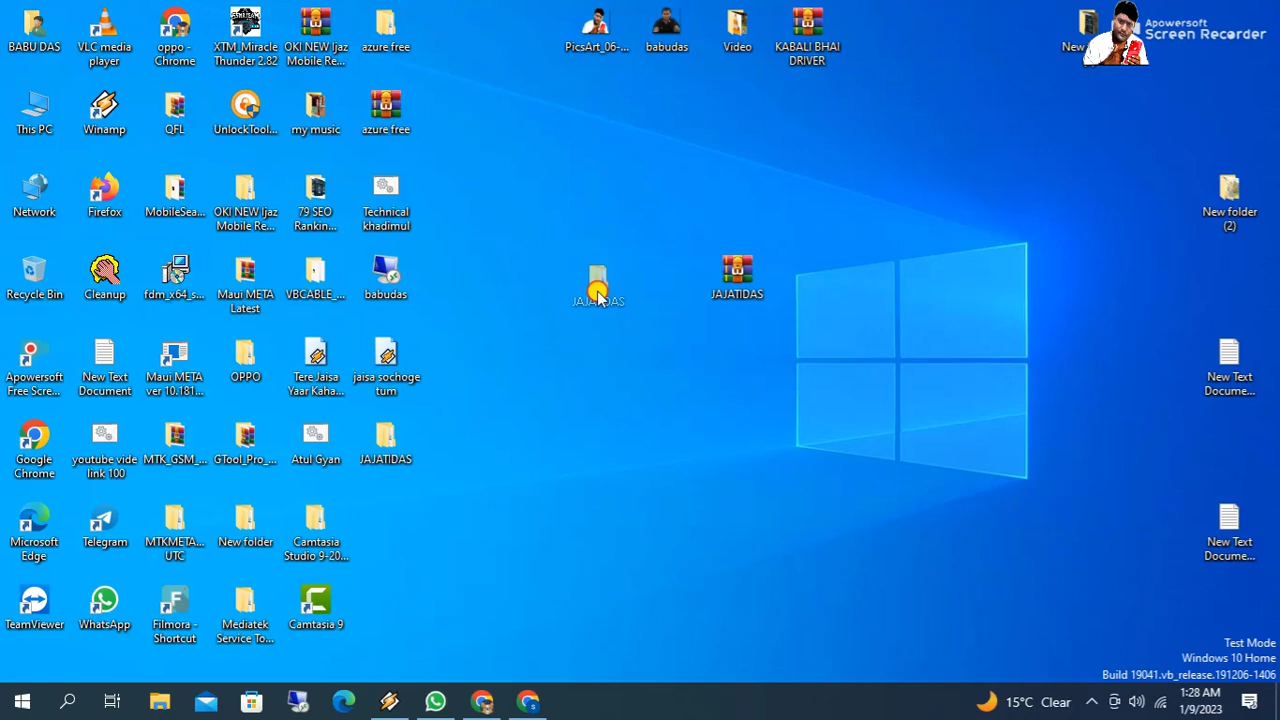 BABU DAS
VLC media
player
oppo -
Chrome
XTM_Miracle
Thunder 2.82
OKI NEW Ijaz
Mobile Re...
azure free
PicsArt_06-...
babudas
Video
KABALI BHAI
DRIVER
New
Apowersoft
Screen Recorder
This PC
Winamp
QFL
UnlockTool...
my music
azure free
Network
Firefox
MobileSea...
OKI NEW Ijaz
Mobile Re...
79 SEO
Rankin...
Technical
khadimul
New folder
(2)
Recycle Bin
Cleanup
fdm_x64_s...
Maui META
Latest
VBCABLE_...
babudas
JAJATIDAS
JAJATIDAS
Apowersoft
Free Scre...
New Text
Document
Maui META
ver 10.181...
OPPO
Tere Jaisa
Yaar Kaha...
jaisa sochoge
tum
New Text
Docume...
Google
Chrome
youtube vide
link 100
MTK_GSM_...
GTool_Pro_...
Atul Gyan
JAJATIDAS
Microsoft
Edge
Telegram
MTKMETA...
UTC
New folder
Camtasia
Studio 9-20...
New Text
Docume...
TeamViewer
WhatsApp
Filmora -
Shortcut
Mediatek
Service To...
Camtasia 9
Test Mode
Windows 10 Home
Build 19041.vb_release.191206-1406
15°C Clear
1:28 AM
1/9/2023